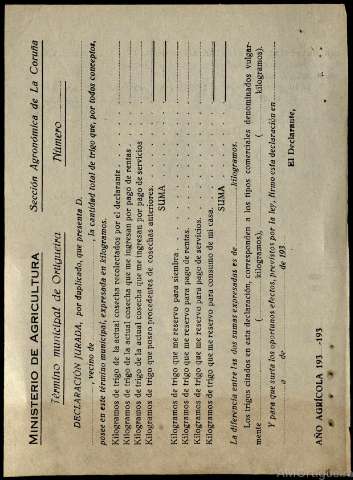 MINISTERIO DE AGRICULTURA Sección Agronómica de La Coruña
Término municipal de Ortigueira Número
DECLARACIÓN JURADA, por duplicado, que presenta D.
, vecino de , la cantidad total de trigo que, por todos conceptos,
posee en este término municipal, expresada en kilogramos.
Kilogramos de trigo de la actual cosecha recolectados por el declarante
Kilogramos de trigo de la actual cosecha que me ingresan por pago de rentas
Kilogramos de trigo de la actual cosecha que me ingresan por pago de servicios
Kilogramos de trigo que poseo procedentes de cosechas anteriores.
SUMA
Kilogramos de trigo que me reservo para siembra
Kilogramos de trigo que me reservo para pago de rentas.
Kilogramos de trigo que me reservo para pago de servicios.
Kilogramos de trigo que me reservo para consumo de mi casa.
SUMA
La diferencia entre las dos sumas expresadas es de kilogramos.
Los trigos citados en esta declaración, corresponden a los tipos comerciales denominados vulgar-
mente ( kilogramos), ( kilogramos).
Y para que surta los oportunos efectos, previstos por la ley, firmo esta declaración en
a de de 193
El Declarante,
AÑO AGRÍCOLA 193 -193